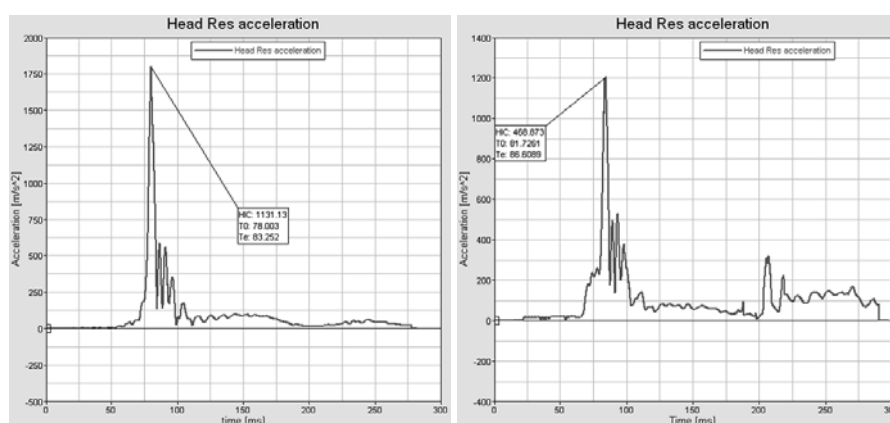 Head Res acceleration
Head Res acceleration
2000
1750
1500
1250
1000
750
500
250
0
-250
-500
Acceleration [m/s^2]
HIC: 1131.13
T0: 78.003
Te: 83.252
0
50
100
150
200
250
300
time [ms]
Head Res acceleration
Head Res acceleration
1400
1200
1000
800
600
400
200
0
-200
-400
Acceleration [m/s^2]
HIC: 468.873
T0: 81.7261
Te: 86.6089
0
50
100
150
200
250
300
Time [ms]